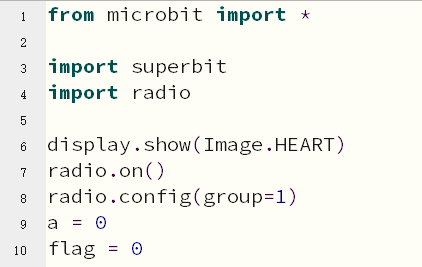 1 from microbit import *
2
3 import superbit
4 import radio
5
6 display.show(Image.HEART)
7 radio.on()
8 radio.config(group=1)
9 a = 0
10 flag = 0